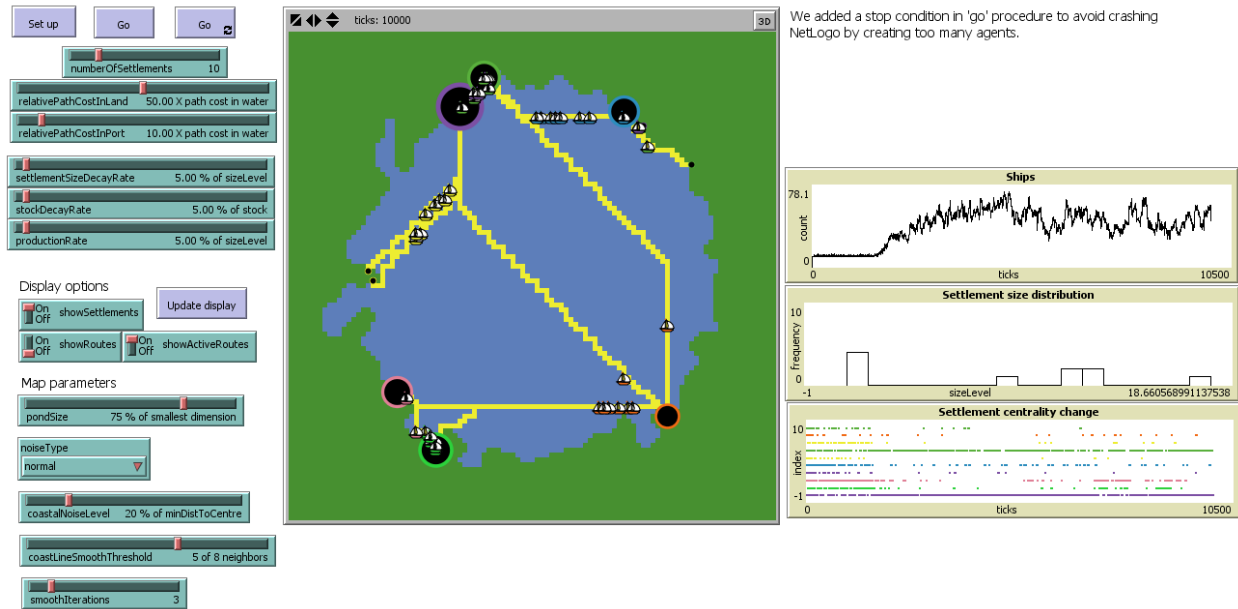 Set up
Go
Go
numberOfSettlements 10
relativePathCostInLand 50.00 X path cost in water
relativePathCostInPort 10.00 X path cost in water
settlementSizeDecayRate 5.00 % of sizeLevel
stockDecayRate 5.00 % of stock
productionRate 5.00 % of sizeLevel
Display options
On
Off
showSettlements
Update display
On
Off
showRoutes
On
Off
showActiveRoutes
Map parameters
pondSize 75 % of smallest dimension
noiseType
normal
coastalNoiseLevel 20 % of minDistToCentre
coastLineSmoothThreshold 5 of 8 neighbors
smoothIterations 3
ticks: 10000
3D
We added a stop condition in 'go' procedure to avoid crashing
NetLogo by creating too many agents.
Ships
78.1
count
0
0 ticks 10500
Settlement size distribution
10
frequency
0
-1 sizeLevel 18.660568991137538
Settlement centrality change
10
index
-1
0 ticks 10500